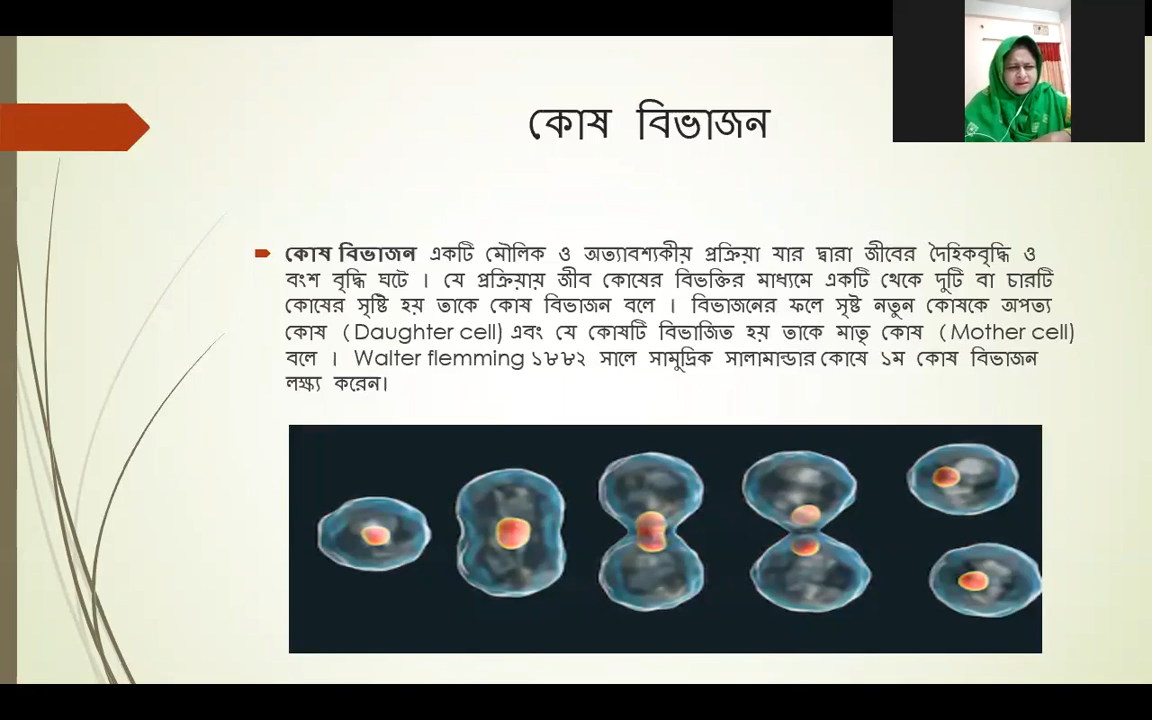 কোষ বিভাজন
কোষ বিভাজন একটি মৌলিক ও অত্যাবশ্যকীয় প্রক্রিয়া যার দ্বারা জীবের দৈহিকবৃদ্ধি ও
বংশ বৃদ্ধি ঘটে । যে প্রক্রিয়ায় জীব কোষের বিভক্তির মাধ্যমে একটি থেকে দুটি বা চারটি
কোষের সৃষ্টি হয় তাকে কোষ বিভাজন বলে । বিভাজনের ফলে সৃষ্ট নতুন কোষকে অপত্য
কোষ (Daughter cell) এবং যে কোষটি বিভাজিত হয় তাকে মাতৃ কোষ (Mother cell)
বলে । Walter flemming ১৮৮২ সালে সামুদ্রিক সালামান্ডার কোষে ১ম কোষ বিভাজন
লক্ষ্য করেন।